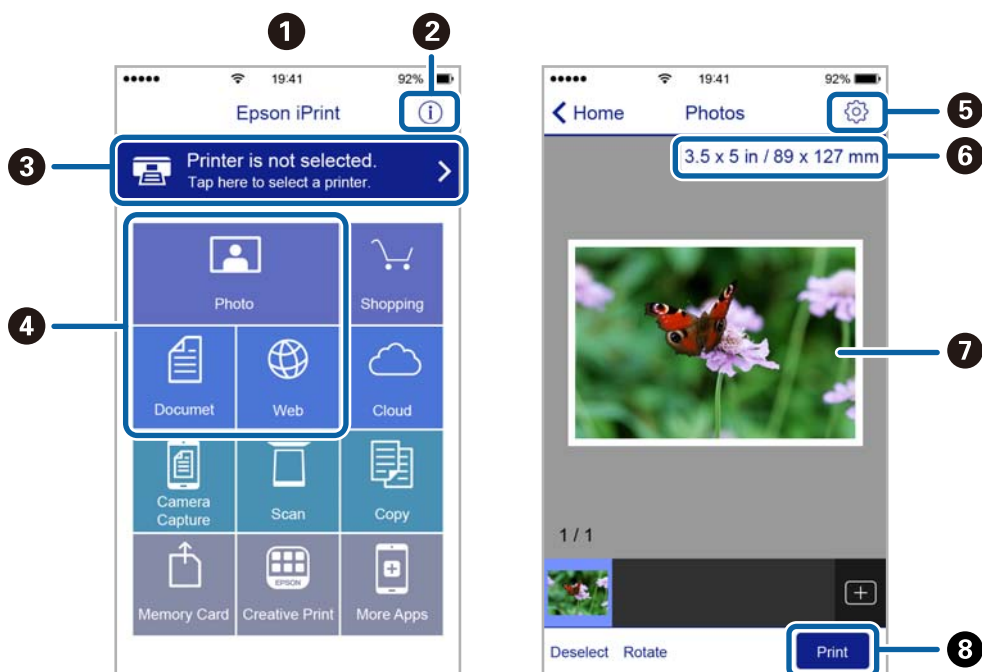 1
2
19:41
92%
Epson iPrint
3
Printer is not selected.
Tap here to select a printer.
4
Photo
Shopping
Documet
Web
Cloud
Camera
Capture
Scan
Copy
EPSON
Memory Card
Creative Print
More Apps
19:41
92%
Home
Photos
5
3.5 x 5 in / 89 x 127 mm
6
7
1 / 1
Deselect
Rotate
Print
8